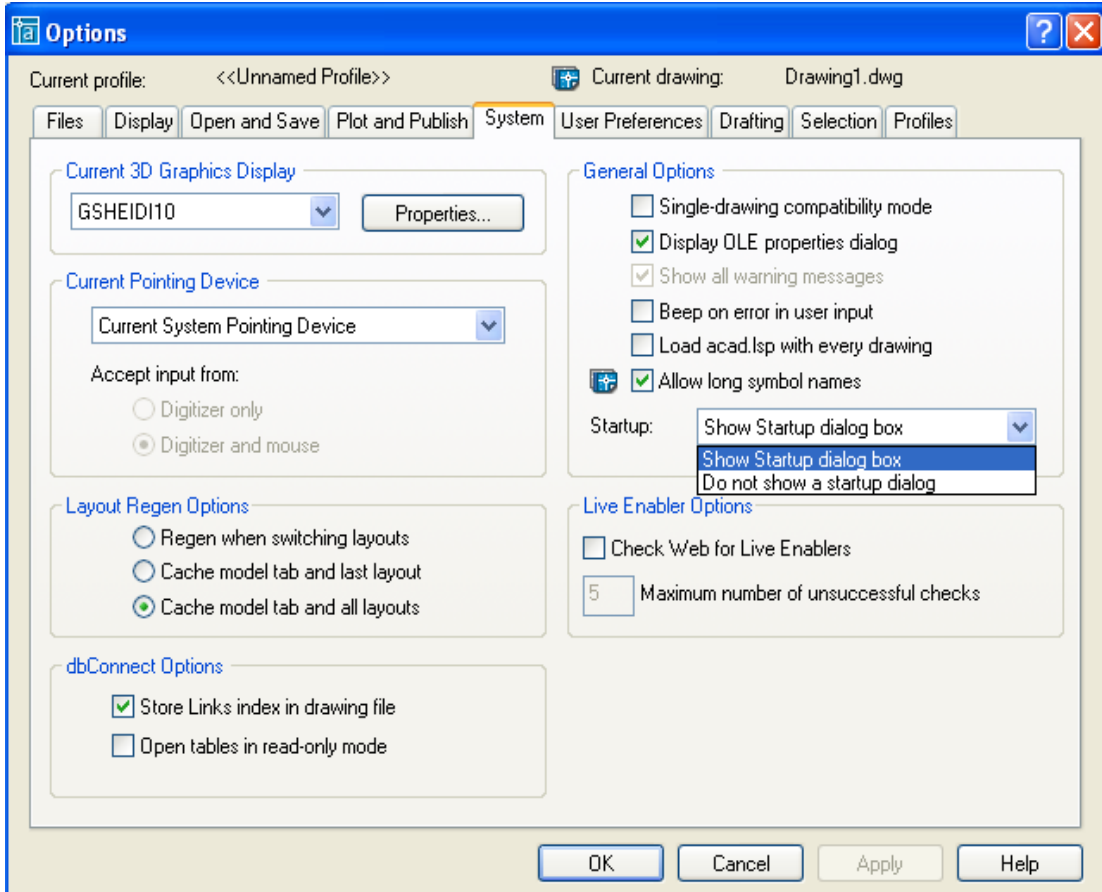 Options
Current profile: <<Unnamed Profile>> Current drawing: Drawing1.dwg
Files Display Open and Save Plot and Publish System User Preferences Drafting Selection Profiles
Current 3D Graphics Display
GSHEIDI10 Properties...
Current Pointing Device
Current System Pointing Device
Accept input from:
Digitizer only
Digitizer and mouse
Layout Regen Options
Regen when switching layouts
Cache model tab and last layout
Cache model tab and all layouts
dbConnect Options
Store Links index in drawing file
Open tables in read-only mode
General Options
Single-drawing compatibility mode
Display OLE properties dialog
Show all warning messages
Beep on error in user input
Load acad.lsp with every drawing
Allow long symbol names
Startup: Show Startup dialog box
Show Startup dialog box
Do not show a startup dialog
Live Enabler Options
Check Web for Live Enablers
5 Maximum number of unsuccessful checks
OK Cancel Apply Help